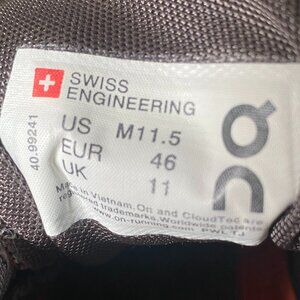 SWISS
ENGINEERING
US M11.5
EUR 46
UK 11
40.99241
Made in Vietnam. On and CloudTec are
registered trademarks. Worldwide patents
on-running.com